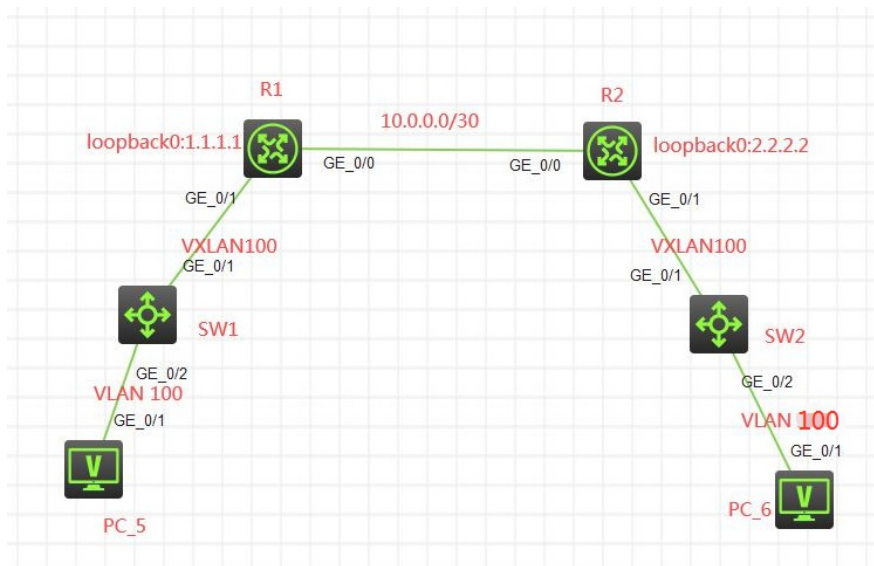 R1
R2
10.0.0.0/30
loopback0:1.1.1.1
loopback0:2.2.2.2
GE_0/0
GE_0/0
GE_0/1
GE_0/1
VXLAN100
VXLAN100
GE_0/1
GE_0/1
SW1
SW2
GE_0/2
GE_0/2
VLAN 100
VLAN 100
GE_0/1
GE_0/1
V
V
PC_5
PC_6